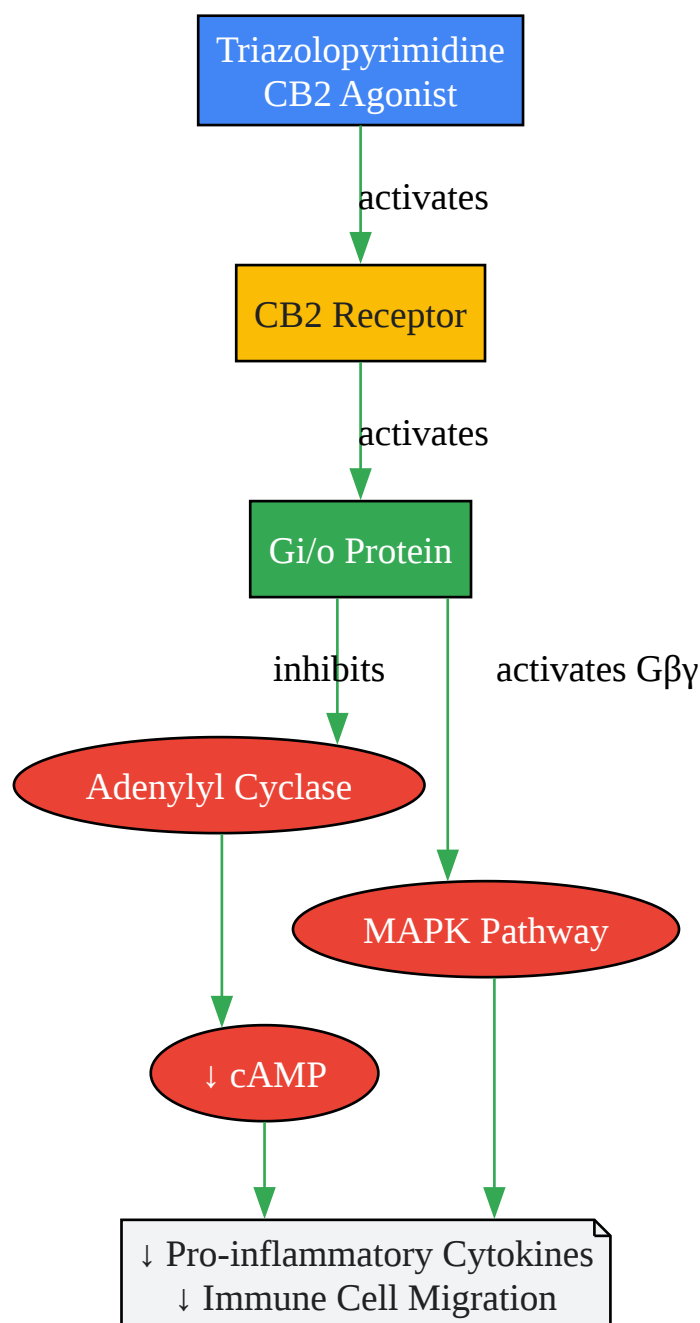 Triazolopyrimidine
CB2 Agonist
activates
CB2 Receptor
activates
Gi/o Protein
inhibits
activates Gβγ
Adenylyl Cyclase
MAPK Pathway
↓ cAMP
↓ Pro-inflammatory Cytokines
↓ Immune Cell Migration